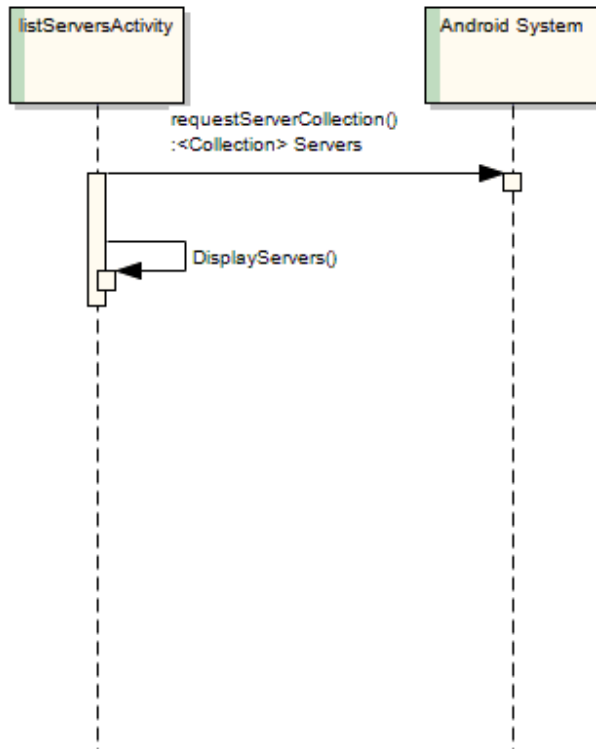 listServersActivity
Android System
requestServerCollection()
:<Collection> Servers
DisplayServers()